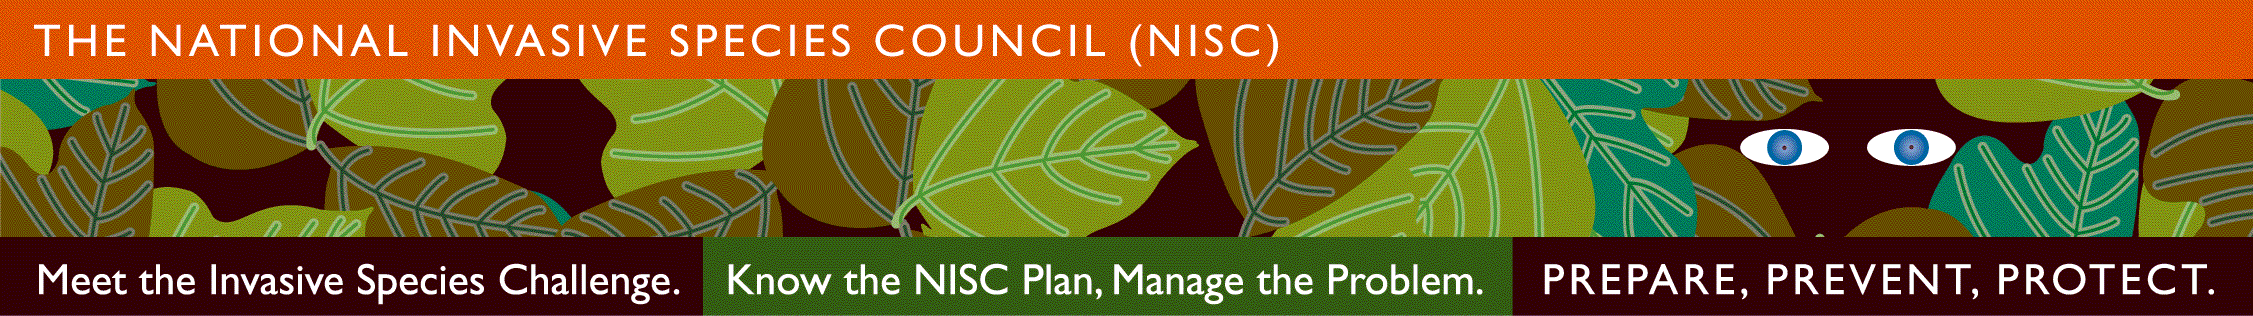 THE NATIONAL INVASIVE SPECIES COUNCIL (NISC)
Meet the Invasive Species Challenge.
Know the NISC Plan, Manage the Problem.
PREPARE, PREVENT, PROTECT.